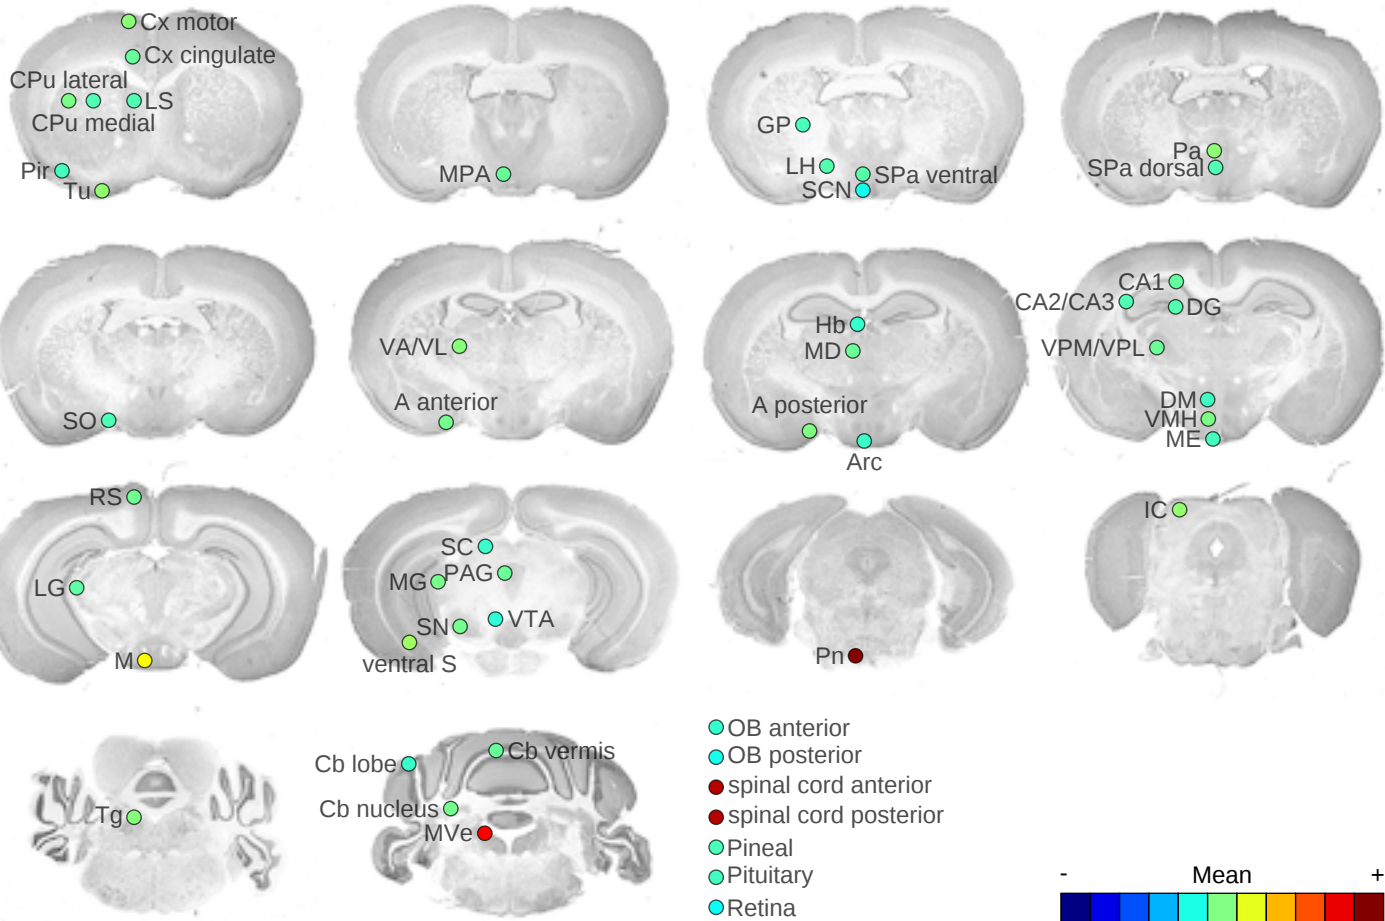 Cx motor
Cx cingulate
CPu lateral
LS
CPu medial
Pir
Tu
MPA
GP
LH
SPa ventral
SCN
Pa
SPa dorsal
SO
VA/VL
A anterior
Hb
MD
A posterior
Arc
CA1
CA2/CA3
DG
VPM/VPL
DM
VMH
ME
RS
LG
M
SC
PAG
MG
VTA
SN
ventral S
Pn
IC
Tg
Cb vermis
Cb lobe
Cb nucleus
MVe
OB anterior
OB posterior
spinal cord anterior
spinal cord posterior
Pineal
Pituitary
Retina
- Mean +